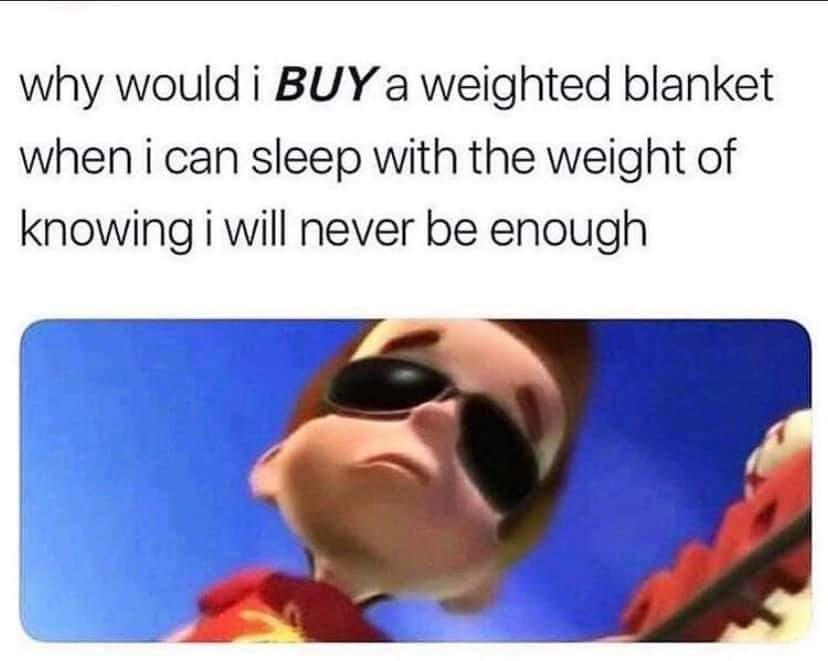 why would i BUY a weighted blanket
when i can sleep with the weight of
knowing i will never be enough